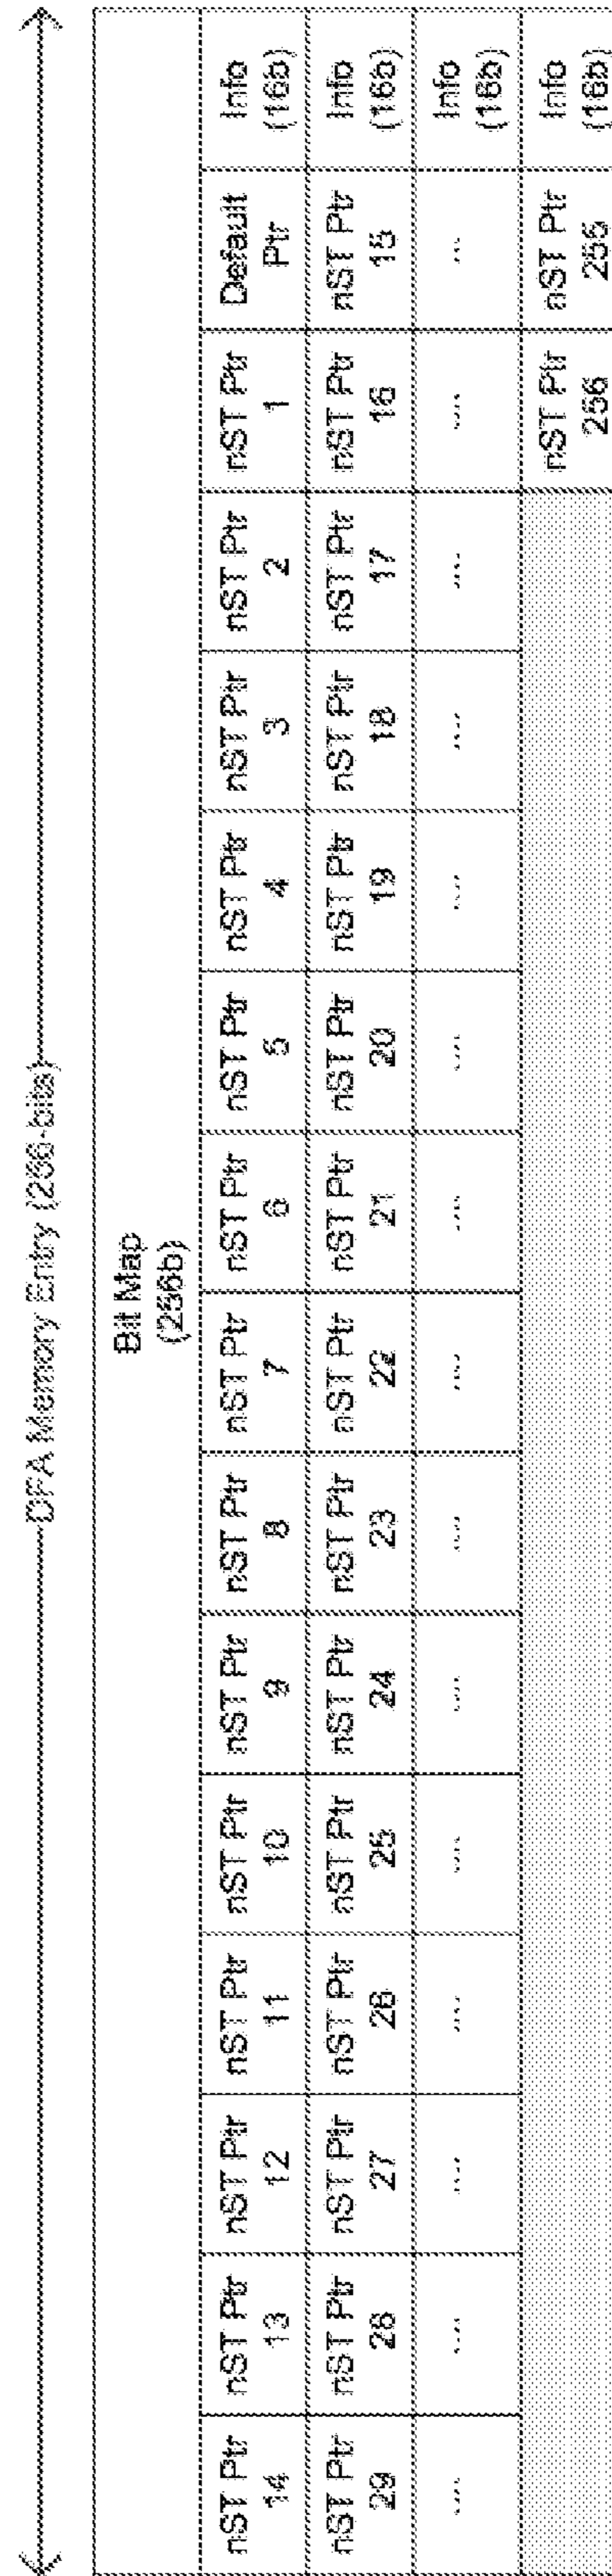 DFA Memory Entry (256-bits)
Bit Map
(256b)
nST Ptr nST Ptr nST Ptr nST Ptr nST Ptr nST Ptr nST Ptr nST Ptr nST Ptr nST Ptr nST Ptr nST Ptr nST Ptr nST Ptr Default Info
14 13 12 11 10 9 8 7 6 5 4 3 2 1 Ptr (16b)
nST Ptr nST Ptr nST Ptr nST Ptr nST Ptr nST Ptr nST Ptr nST Ptr nST Ptr nST Ptr nST Ptr nST Ptr nST Ptr nST Ptr nST Ptr Info
29 28 27 26 25 24 23 22 21 20 19 18 17 16 15 (16b)
... ... ... ... ... ... ... ... ... ... ... ... ... ... ... Info
(16b)
nST Ptr nST Ptr Info
256 255 (16b)